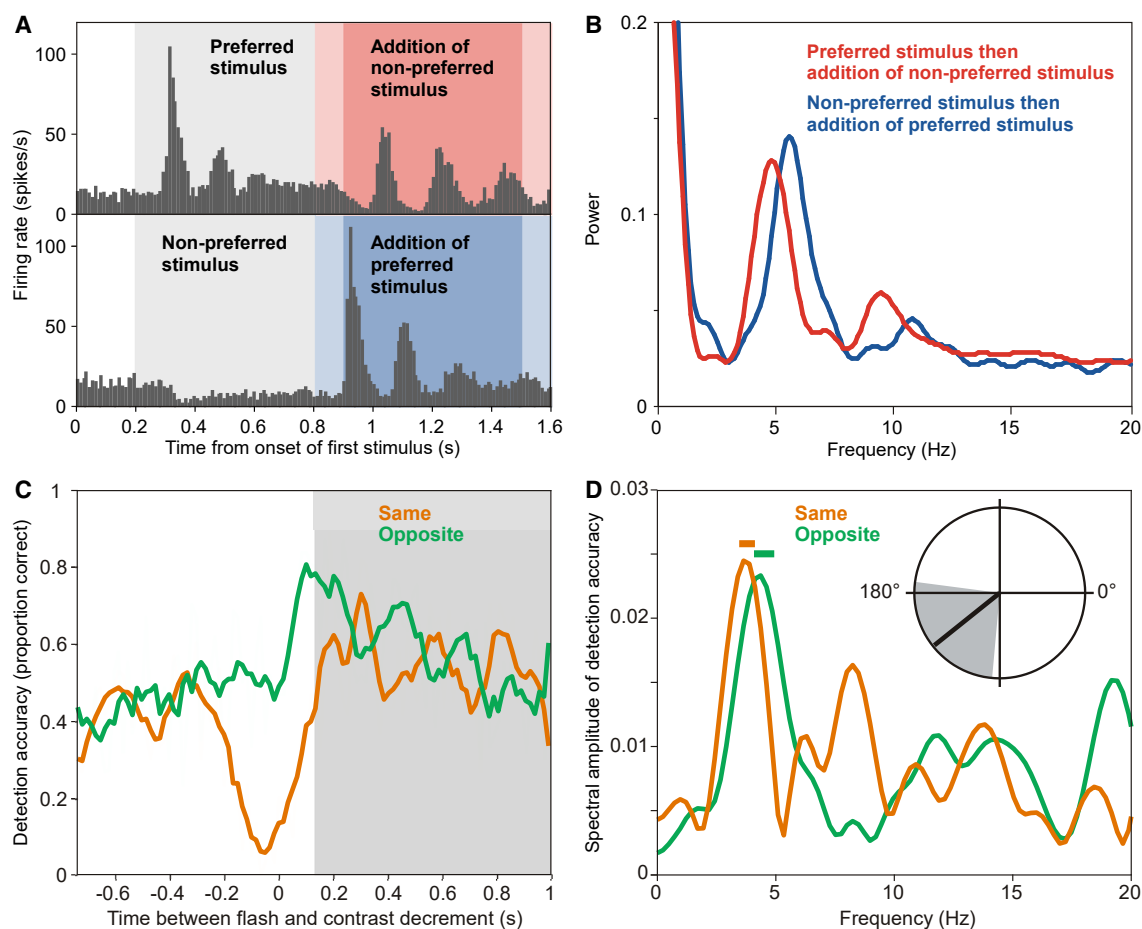 A
Firing rate (spikes/s)
100
50
0
Preferred
stimulus
Addition of
non-preferred
stimulus
100
50
0
Non-preferred
stimulus
Addition of
preferred
stimulus
0 0.2 0.4 0.6 0.8 1 1.2 1.4 1.6
Time from onset of first stimulus (s)
B
Power
0.2
0.1
0
Preferred stimulus then
addition of non-preferred stimulus
Non-preferred stimulus then
addition of preferred stimulus
0 5 10 15 20
Frequency (Hz)
C
Detection accuracy (proportion correct)
1
0.8
0.6
0.4
0.2
0
Same
Opposite
-0.6 -0.4 -0.2 0 0.2 0.4 0.6 0.8 1
Time between flash and contrast decrement (s)
D
Spectral amplitude of detection accuracy
0.03
0.02
0.01
0
Same
Opposite
180° 0°
0 5 10 15 20
Frequency (Hz)